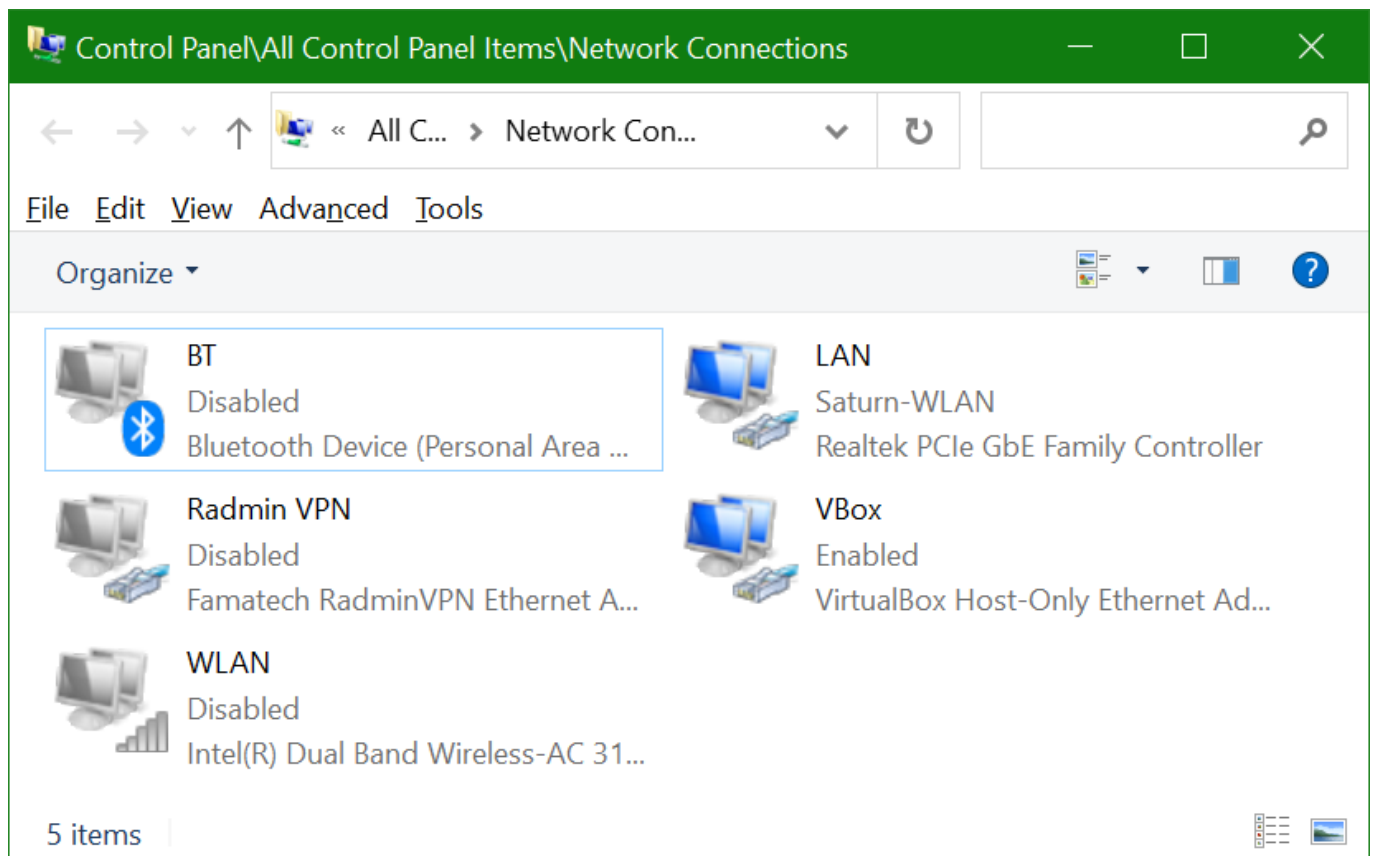 Control Panel\All Control Panel Items\Network Connections
« All C... > Network Con...
File Edit View Advanced Tools
Organize
BT
Disabled
Bluetooth Device (Personal Area ...
LAN
Saturn-WLAN
Realtek PCIe GbE Family Controller
Radmin VPN
Disabled
Famatech RadminVPN Ethernet A...
VBox
Enabled
VirtualBox Host-Only Ethernet Ad...
WLAN
Disabled
Intel(R) Dual Band Wireless-AC 31...
5 items